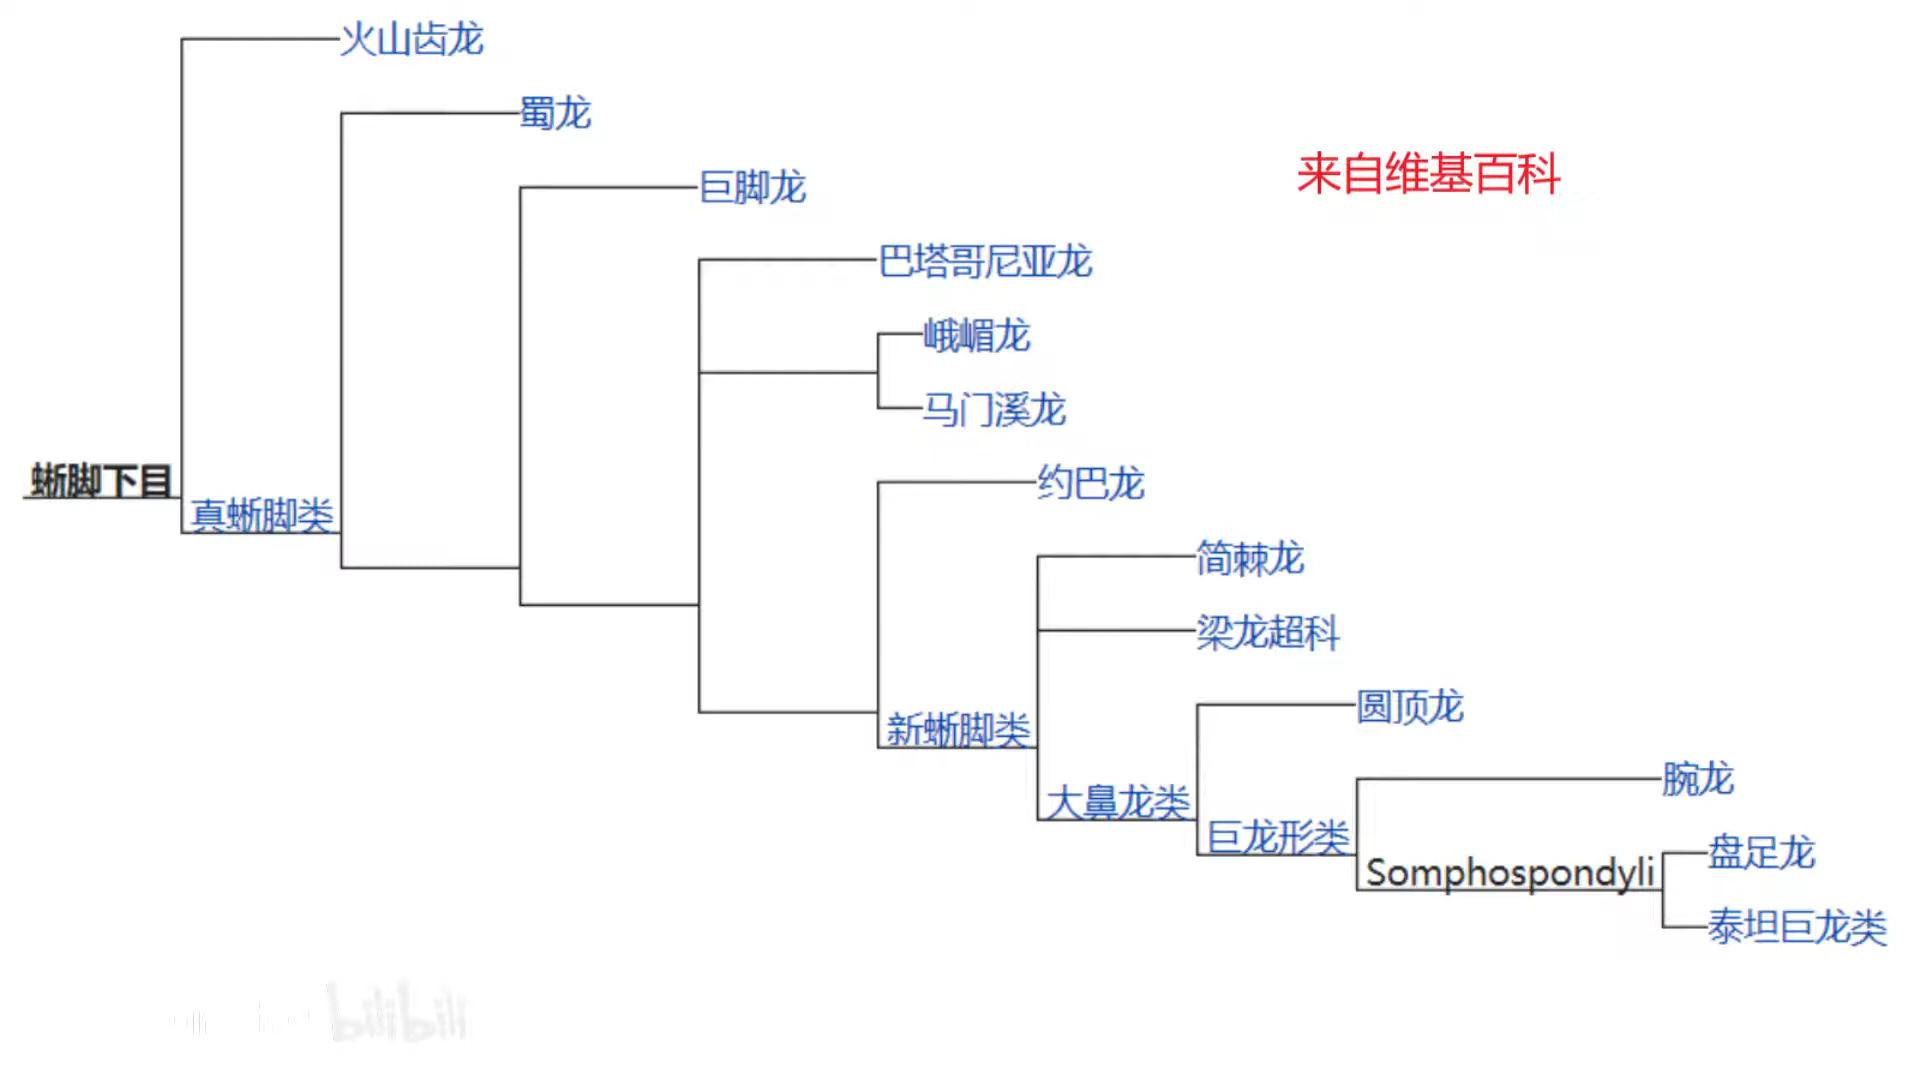 火山齿龙
蜀龙
来自维基百科
巨脚龙
巴塔哥尼亚龙
峨嵋龙
马门溪龙
蜥脚下目
约巴龙
真蜥脚类
简棘龙
梁龙超科
圆顶龙
新蜥脚类
腕龙
大鼻龙类
巨龙形类
盘足龙
Somphospondyli
泰坦巨龙类
bilibili